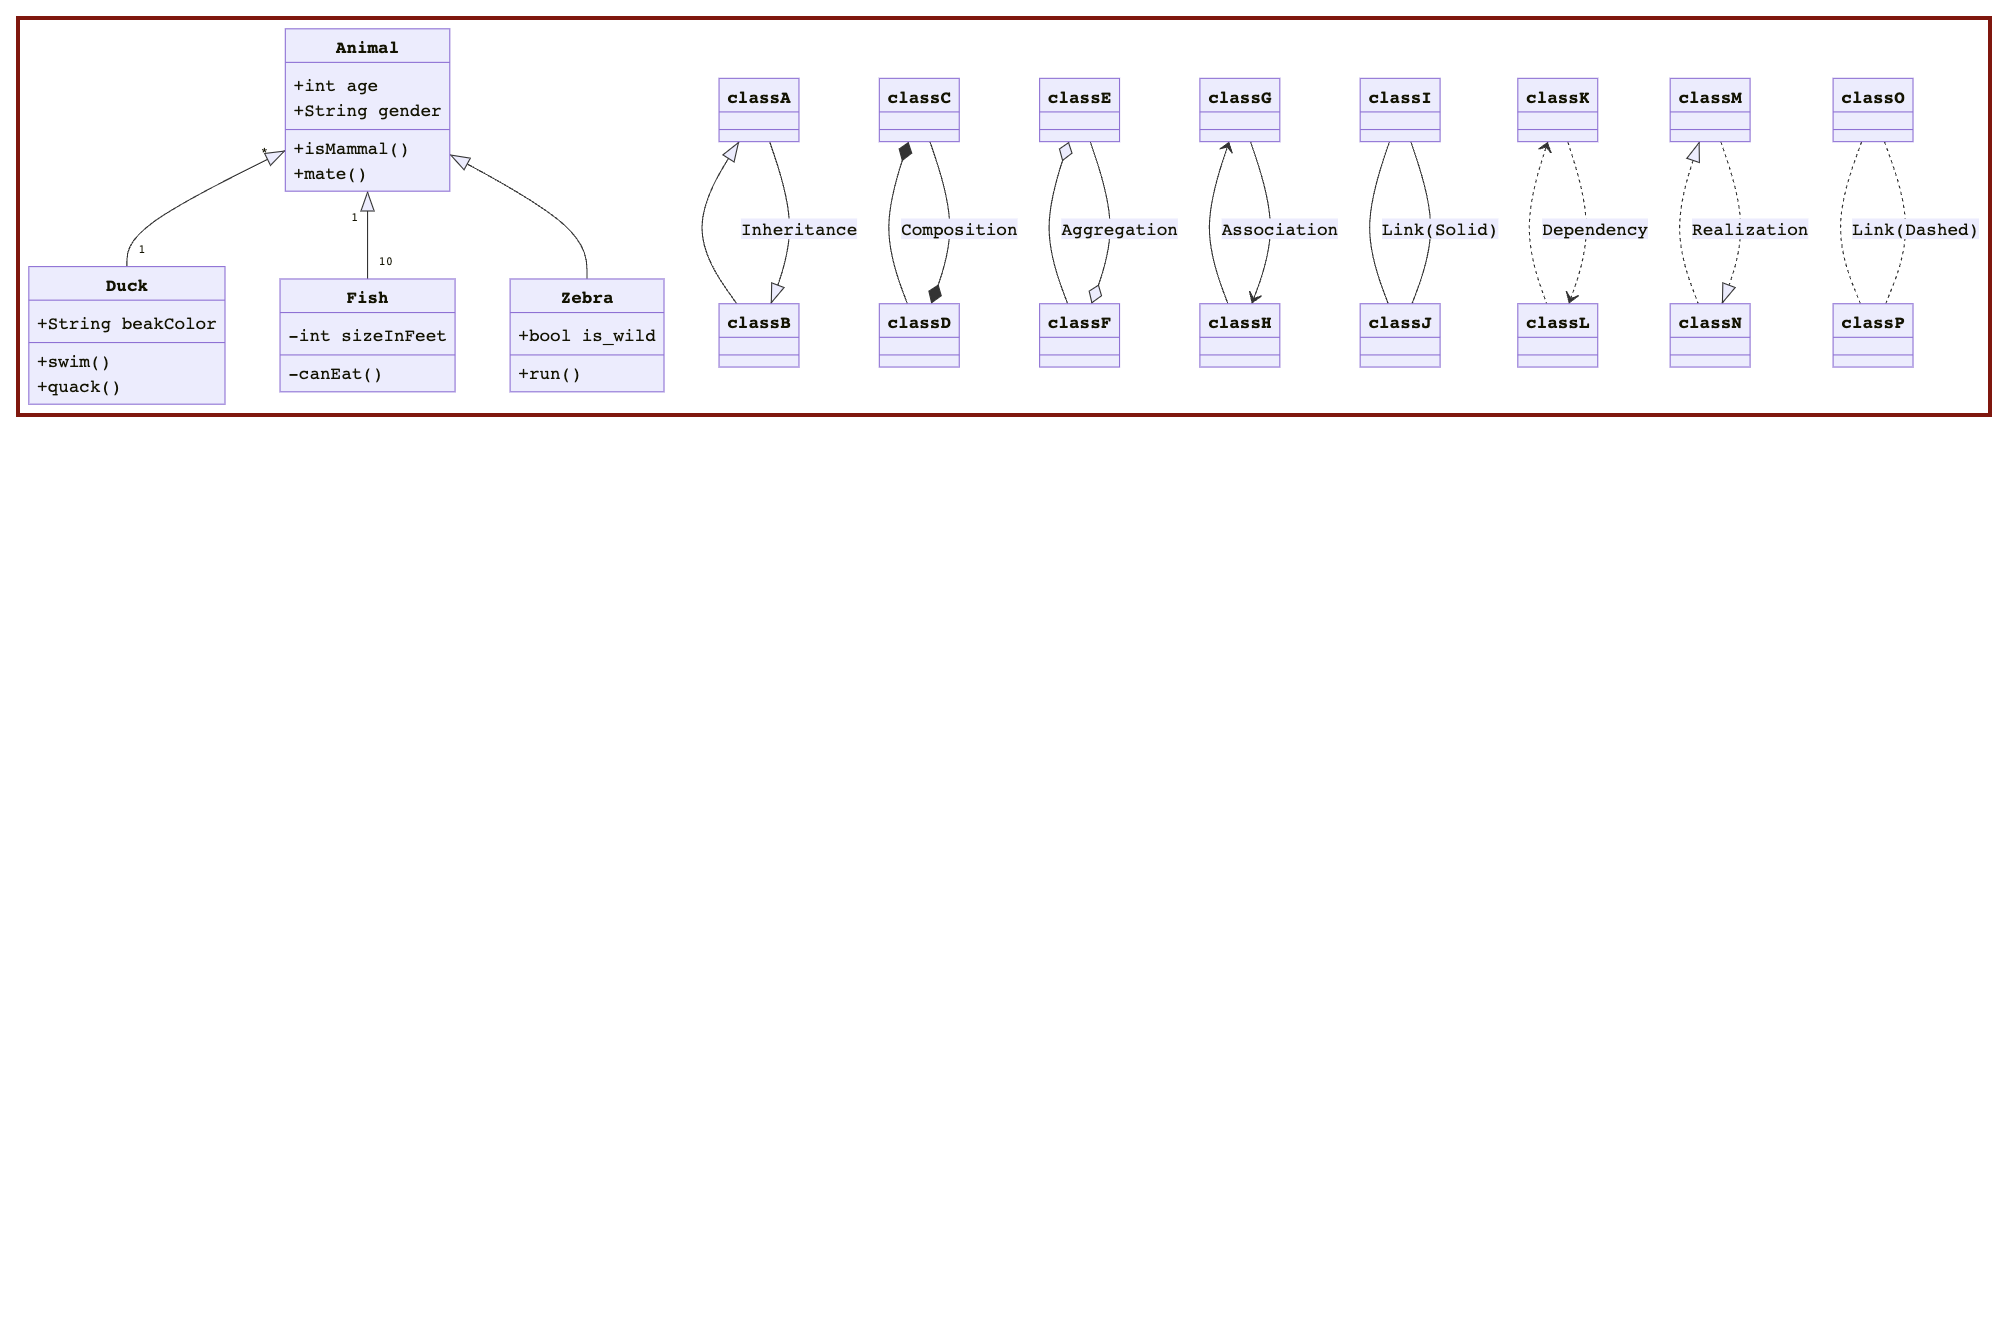 Animal
+int age
+String gender
+isMammal()
+mate()
*
1
1
10
Duck
+String beakColor
+swim()
+quack()
Fish
-int sizeInFeet
-canEat()
Zebra
+bool is_wild
+run()
classA
Inheritance
classB
classC
Composition
classD
classE
Aggregation
classF
classG
Association
classH
classI
Link(Solid)
classJ
classK
Dependency
classL
classM
Realization
classN
classO
Link(Dashed)
classP